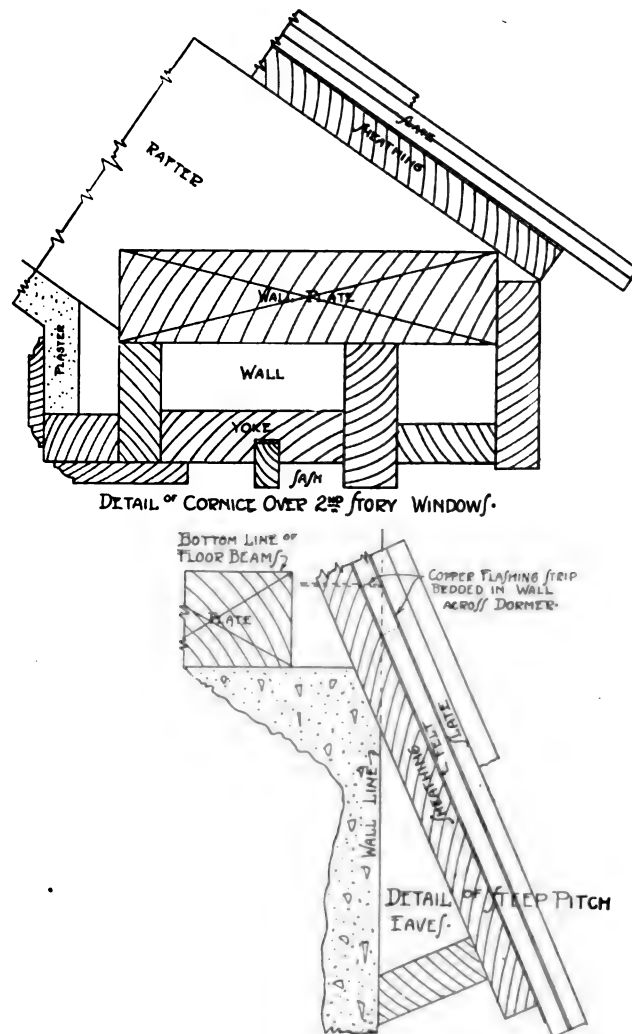 SLATE
SHEATHING
RAFTER
WALL PLATE
PLASTER
WALL
YOKE
SASH
DETAIL OF CORNICE OVER 2ND STORY WINDOWS.
BOTTOM LINE OF
FLOOR BEAMS
COPPER FLASHING STRIP
BEDDED IN WALL
ACROSS DORMER.
PLATE
SLATE
SHEATHING & FELT
WALL LINE
DETAIL OF STEEP PITCH
EAVES.